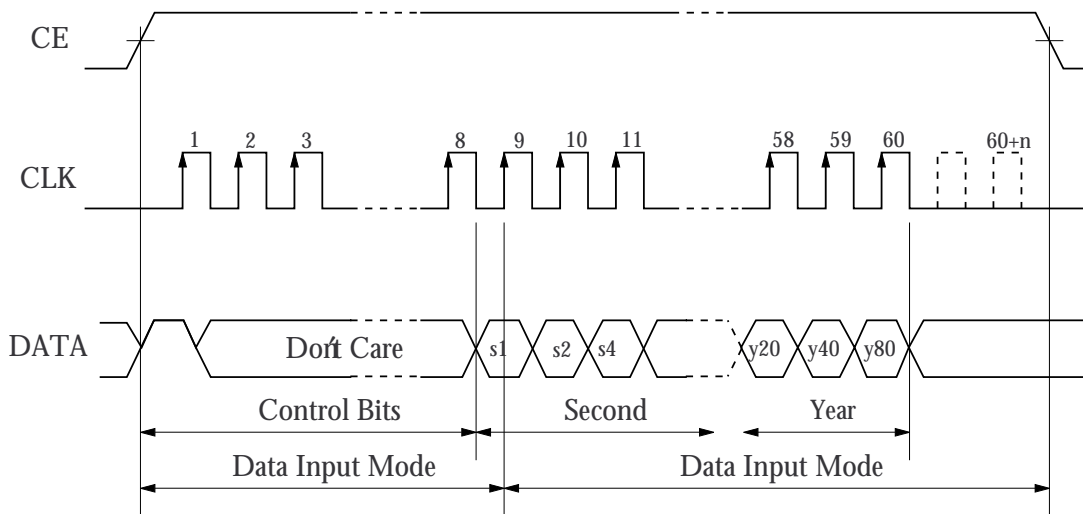 CE
1 2 3 8 9 10 11 58 59 60 60+n
CLK
DATA
Don't Care s1 s2 s4 y20 y40 y80
Control Bits Second Year
Data Input Mode Data Input Mode